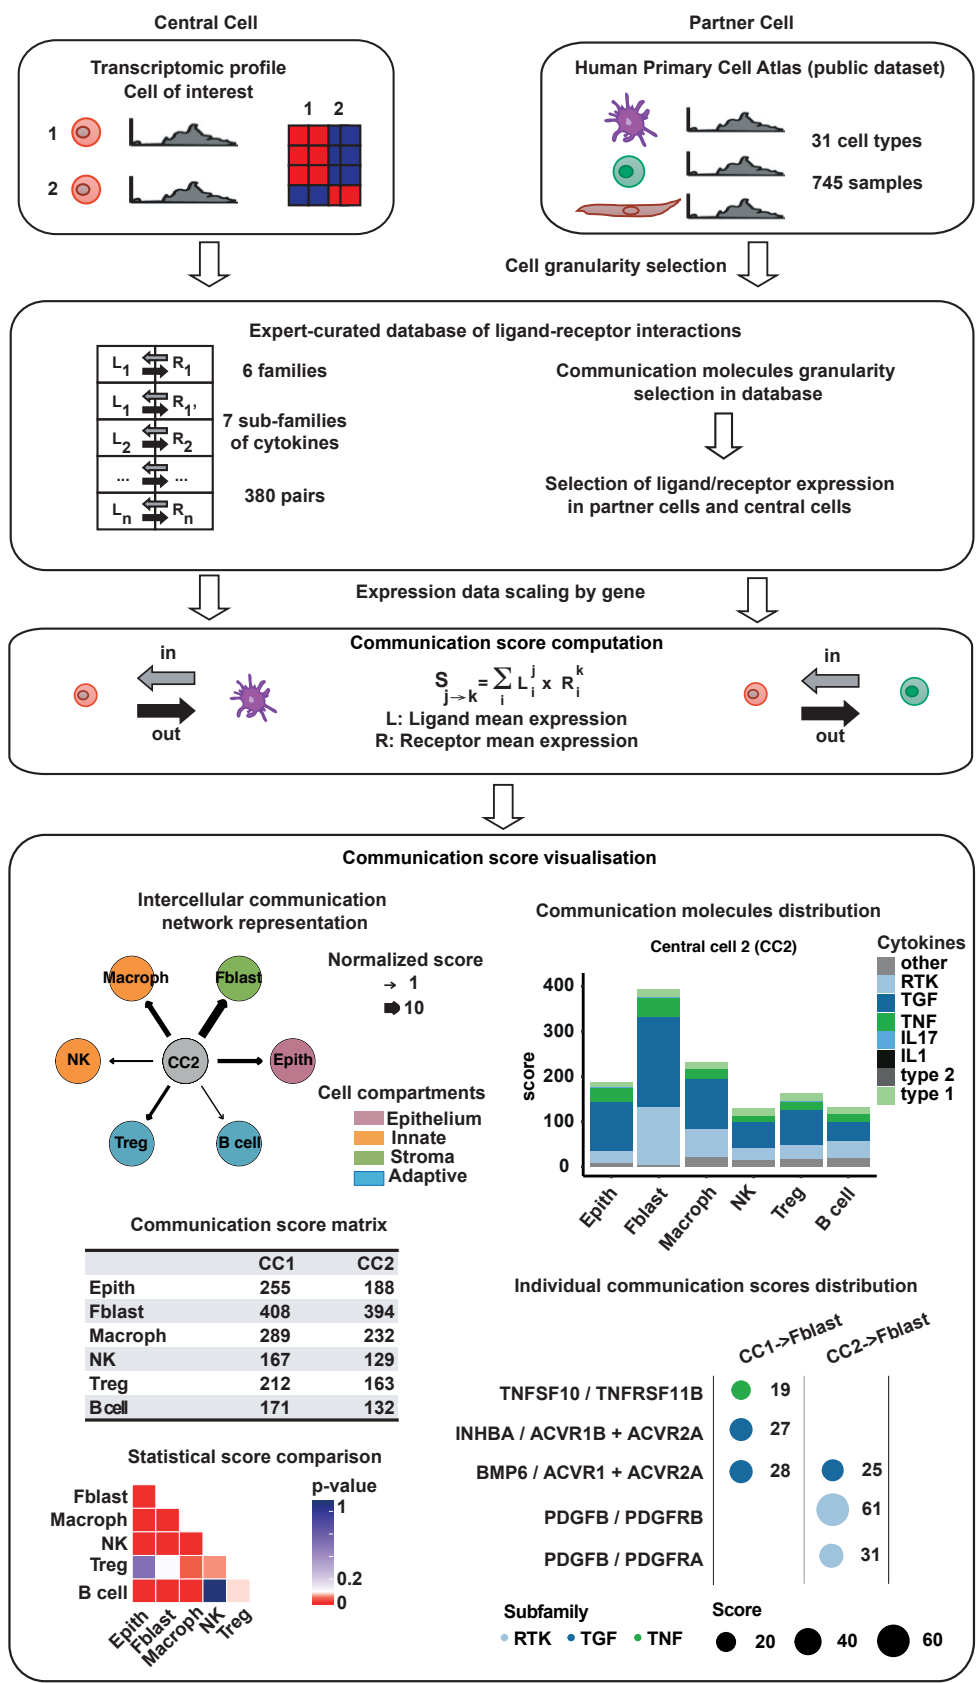 Central Cell
Partner Cell
Transcriptomic profile
Cell of interest
1 2
1
2
Human Primary Cell Atlas (public dataset)
31 cell types
745 samples
Cell granularity selection
Expert-curated database of ligand-receptor interactions
L1 R1
L1 R1'
L2 R2
... ...
Ln Rn
6 families
7 sub-families
of cytokines
380 pairs
Communication molecules granularity
selection in database
Selection of ligand/receptor expression
in partner cells and central cells
Expression data scaling by gene
Communication score computation
in
out
S j→k = ∑ i L i j x R i k
L: Ligand mean expression
R: Receptor mean expression
in
out
Communication score visualisation
Intercellular communication
network representation
Macroph
Fblast
NK
CC2
Epith
Treg
B cell
Normalized score
1
10
Cell compartments
Epithelium
Innate
Stroma
Adaptive
Communication molecules distribution
Central cell 2 (CC2)
score
400
300
200
100
0
Epith
Fblast
Macroph
NK
Treg
B cell
Cytokines
other
RTK
TGF
TNF
IL17
IL1
type 2
type 1
Communication score matrix
CC1 CC2
Epith 255 188
Fblast 408 394
Macroph 289 232
NK 167 129
Treg 212 163
B cell 171 132
Statistical score comparison
Fblast
Macroph
NK
Treg
B cell
Epith
Fblast
Macroph
NK
Treg
p-value
1
0.2
0
Individual communication scores distribution
CC1->Fblast
CC2->Fblast
TNFSF10 / TNFRSF11B 19
INHBA / ACVR1B + ACVR2A 27
BMP6 / ACVR1 + ACVR2A 28 25
PDGFB / PDGFRB 61
PDGFB / PDGFRA 31
Subfamily
RTK TGF TNF
Score
20 40 60